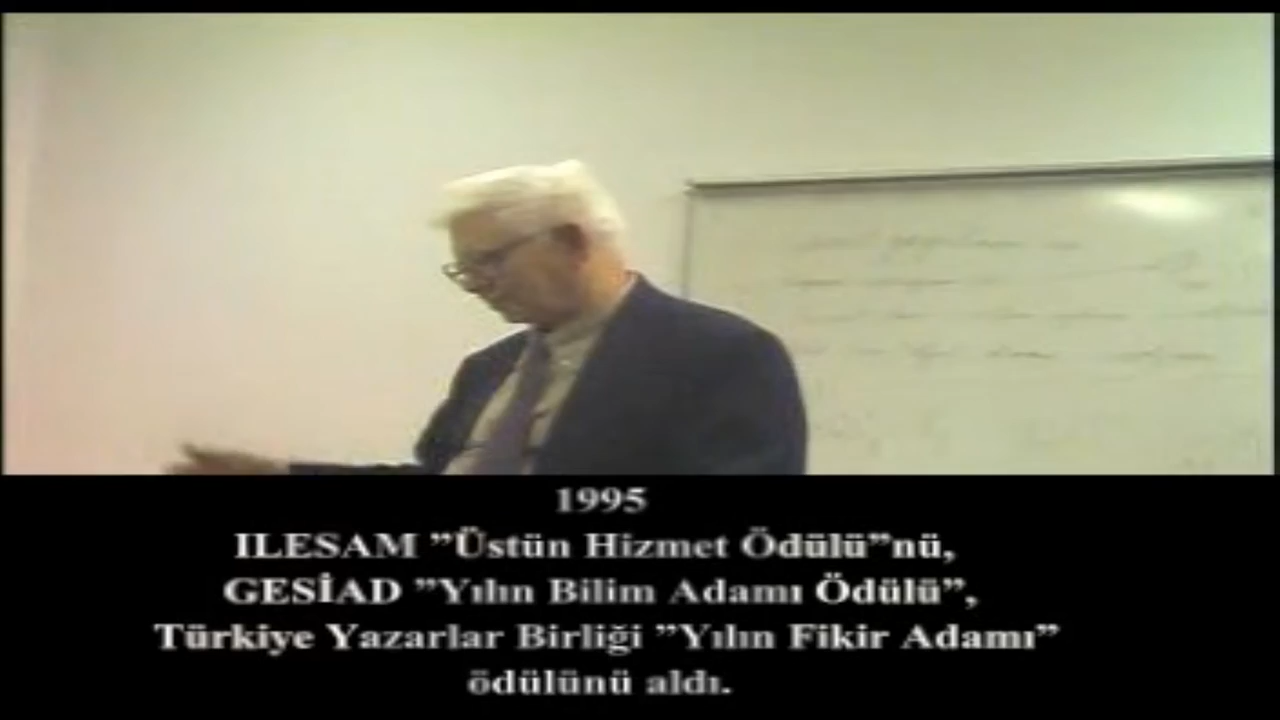 1995
ILESAM ”Üstün Hizmet Ödülü”nü,
GESİAD ”Yılın Bilim Adamı Ödülü”,
Türkiye Yazarlar Birliği ”Yılın Fikir Adamı”
ödülünü aldı.